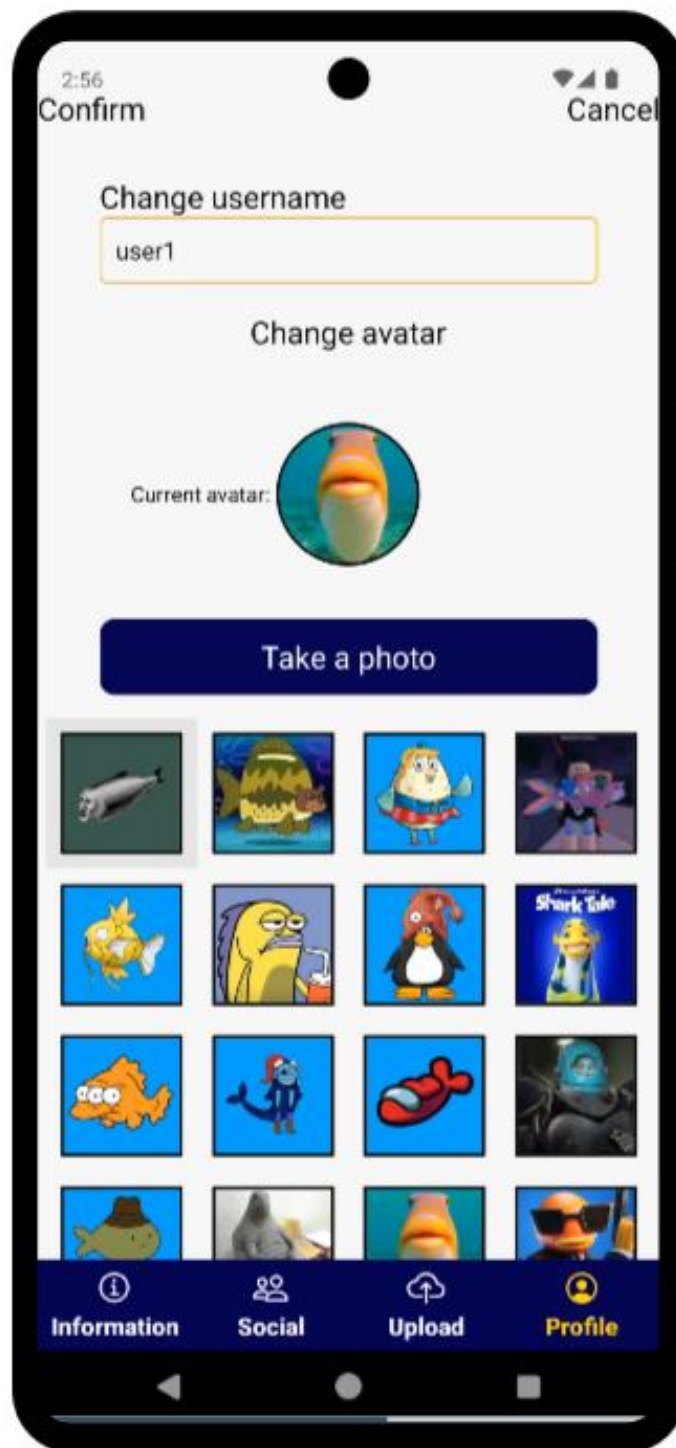 2:56
Confirm Cancel
Change username
user1
Change avatar
Current avatar:
Take a photo
Shark Tale
Information Social Upload Profile